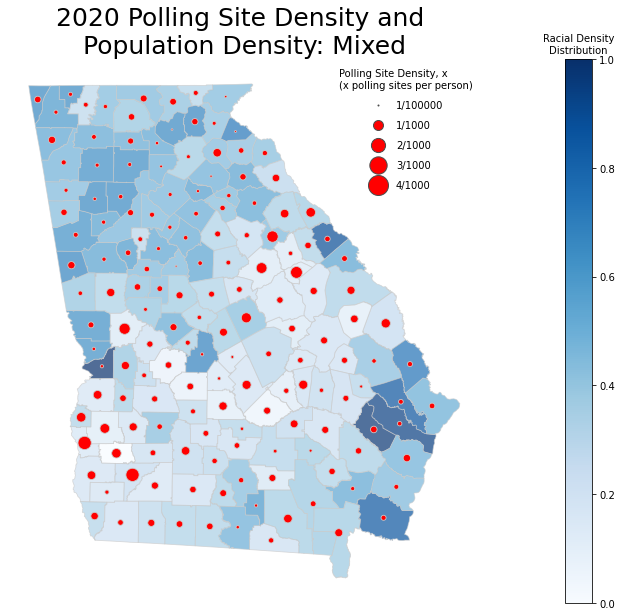 2020 Polling Site Density and
Population Density: Mixed
Racial Density
Distribution
Polling Site Density, x
(x polling sites per person)
1/100000
1/1000
2/1000
3/1000
4/1000
1.0
0.8
0.6
0.4
0.2
0.0